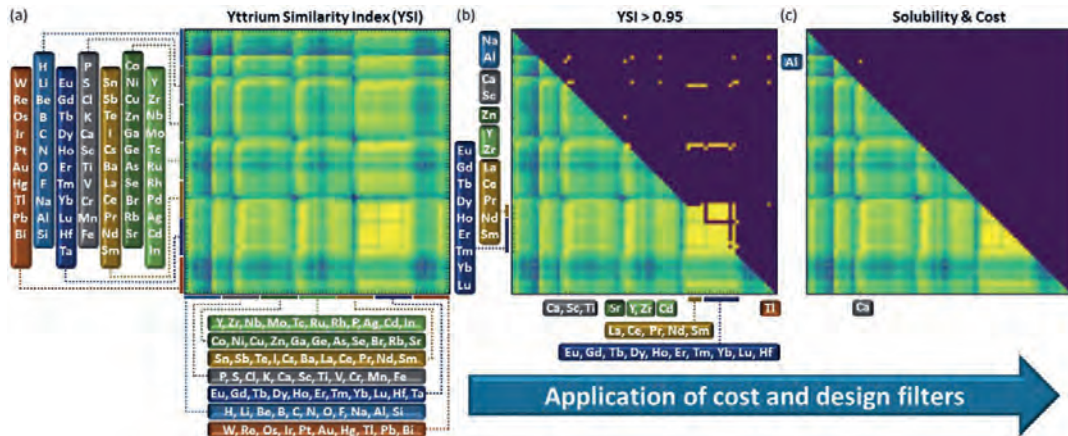 (a)
Yttrium Similarity Index (YSI)
(b)
YSI > 0.95
(c)
Solubility & Cost
W
Re
Os
Ir
Pt
Au
Hg
Tl
Pb
Bi
H
Li
Be
B
C
N
O
F
Na
Al
Si
Eu
Gd
Tb
Dy
Ho
Er
Tm
Yb
Lu
Hf
Ta
P
S
Cl
K
Ca
Sc
Ti
V
Cr
Mn
Fe
Sn
Sb
Te
I
Cs
Ba
La
Ce
Pr
Nd
Sm
Co
Ni
Cu
Zn
Ga
Ge
As
Se
Br
Rb
Sr
Y
Zr
Nb
Mo
Tc
Ru
Rh
Pd
Ag
Cd
In
Eu
Gd
Tb
Dy
Ho
Er
Tm
Yb
Lu
Na
Al
Ca
Sc
Zn
Y
Zr
La
Ce
Pr
Nd
Sm
Al
Ca, Sc, Ti
Sr
Y, Zr
Cd
Tl
Ca
La, Ce, Pr, Nd, Sm
Eu, Gd, Tb, Dy, Ho, Er, Tm, Yb, Lu, Hf
Y, Zr, Nb, Mo, Tc, Ru, Rh, P, Ag, Cd, In
Co, Ni, Cu, Zn, Ga, Ge, As, Se, Br, Rb, Sr
Sn, Sb, Te, I, Cs, Ba, La, Ce, Pr, Nd, Sm
P, S, Cl, K, Ca, Sc, Ti, V, Cr, Mn, Fe
Eu, Gd, Tb, Dy, Ho, Er, Tm, Yb, Lu, Hf, Ta
H, Li, Be, B, C, N, O, F, Na, Al, Si
W, Re, Os, Ir, Pt, Au, Hg, Tl, Pb, Bi
Application of cost and design filters